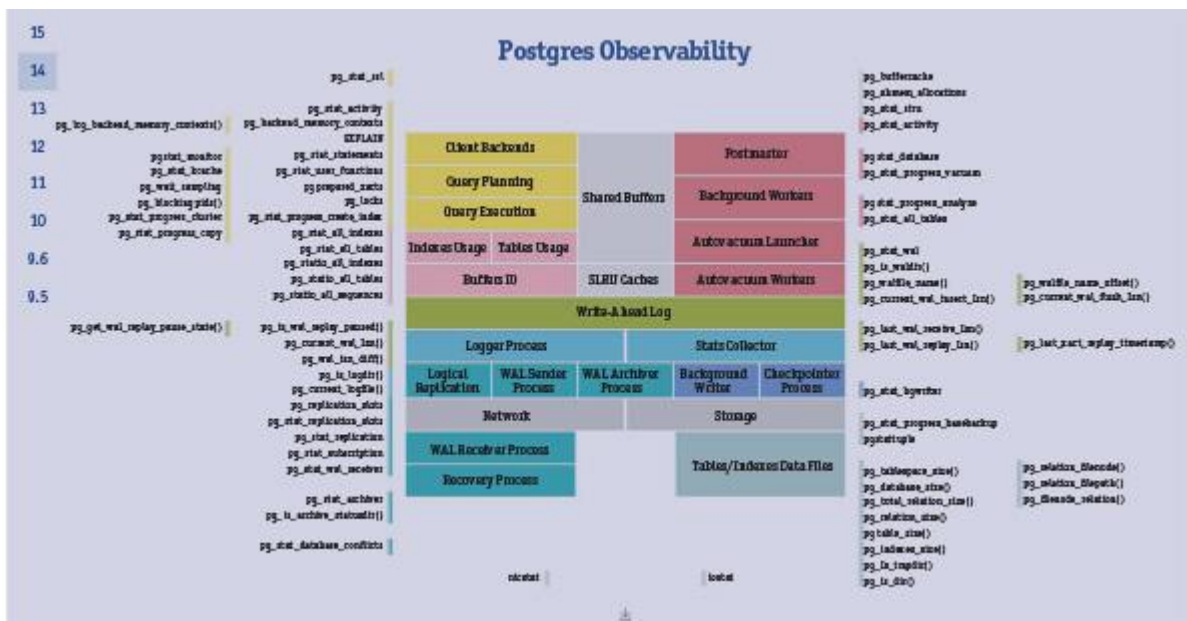 Postgres Observability
15
14
13
12
11
10
9.6
9.5
pg_log_backend_memory_contexts()
pg_wait_sampling
pg_blocking_pids()
pg_stat_progress_cluster
pg_stat_progress_copy
pg_get_wal_replay_pause_state()
pg_stat_ssl
pg_stat_activity
pg_backend_memory_contexts
EXPLAIN
pg_stat_statements
pg_stat_user_functions
pg_locks
pg_stat_progress_create_index
pg_stat_all_indexes
pg_stat_all_tables
pg_statio_all_indexes
pg_statio_all_tables
pg_statio_all_sequences
pg_is_wal_replay_paused()
pg_current_wal_lsn()
pg_wal_lsn_diff()
pg_ls_logdir()
pg_current_logfile()
pg_replication_slots
pg_stat_replication_slots
pg_stat_replication
pg_stat_subscription
pg_stat_wal_receiver
pg_stat_archiver
pg_ls_archive_statusdir()
pg_stat_database_conflicts
Client Backends
Query Planning
Query Execution
Indexes Usage
Tables Usage
Buffers IO
Shared Buffers
SLRU Caches
Postmaster
Background Workers
Autovacuum Launcher
Autovacuum Workers
Write-Ahead Log
Logger Process
Stats Collector
Logical Replication
WAL Sender Process
WAL Archiver Process
Background Writer
Checkpointer Process
Network
Storage
WAL Receiver Process
Recovery Process
Tables/Indexes Data Files
nicstat
iostat
pg_buffercache
pg_shmem_allocations
pg_stat_slru
pg_stat_activity
pg_stat_database
pg_stat_progress_vacuum
pg_stat_progress_analyze
pg_stat_all_tables
pg_stat_wal
pg_ls_waldir()
pg_walfile_name()
pg_current_wal_insert_lsn()
pg_last_wal_receive_lsn()
pg_last_wal_replay_lsn()
pg_stat_bgwriter
pg_stat_progress_basebackup
pgstattuple
pg_tablespace_size()
pg_database_size()
pg_total_relation_size()
pg_relation_size()
pg_table_size()
pg_indexes_size()
pg_ls_tmpdir()
pg_ls_dir()
pg_walfile_name_offset()
pg_current_wal_flush_lsn()
pg_last_xact_replay_timestamp()
pg_relation_filenode()
pg_relation_filepath()
pg_filenode_relation()